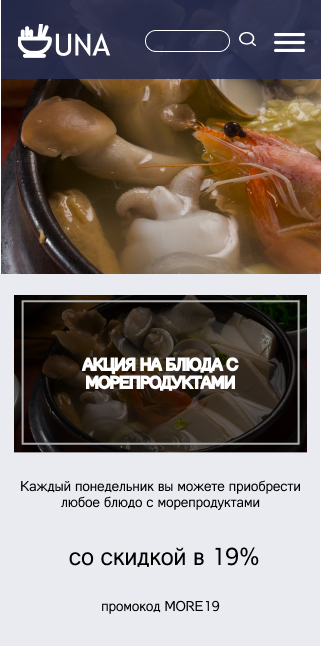 UNA
АКЦИЯ НА БЛЮДА С
МОРЕПРОДУКТАМИ
Каждый понедельник вы можете приобрести
любое блюдо с морепродуктами
со скидкой в 19%
промокод MORE19